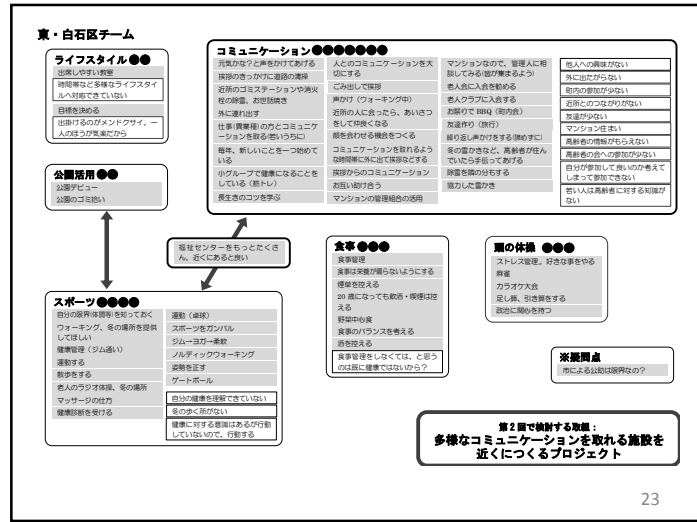 東・白石区チーム
ライフスタイル●●
出席しやすい教室
時間帯など多様なライフスタイ
ルへ対応できていない
目標を決める
出掛けるのがメンドクサイ。一
人のほうが気楽だから
公園活用 ●●
公園デビュー
公園のゴミ拾い
コミュニケーション●●●●●●●
元気かな?と声をかけてあげる
挨拶のきっかけに道路の清掃
近所のゴミステーションや消火
栓の除雪、お世話焼き
外に連れ出す
仕事(異業種)の方とコミュニケ
ーションを取る(若いうちに)
毎年、新しいことを一つ始めて
いる
小グループで健康になることを
している(筋トレ)
長生きのコツを学ぶ
人とのコミュニケーションを大
切にする
ごみ出しで挨拶
声かけ(ウォーキング中)
近所の人に会ったら、あいさつ
をして仲良くなる
顔を合わせる機会をつくる
コミュニケーションを取れるよう
な時間帯に外に出て挨拶などする
挨拶からのコミュニケーション
お互い助け合う
マンションの管理組合の活用
マンションなので、管理人に相
談してみる(皆が集まるよう)
老人会に入会を勧める
老人クラブに入会する
お祭りで BBQ(町内会)
友達作り(旅行)
繰り返し声かけをする(諦めずに)
冬の雪かきなど、高齢者が住ん
でいたら手伝ってあげる
除雪を隣の分もする
協力した雪かき
他人への興味がない
外に出たがらない
町内の参加が少ない
近所とのつながりがない
友達が少ない
マンション住まい
高齢者の情報がもらえない
高齢者の会への参加が少ない
自分が参加して良いのか考えて
しまって参加できない
若い人は高齢者に対する知識が
ない
福祉センターをもっとたくさ
ん、近くにあると良い
スポーツ●●●●
自分の限界(体調等)を知っておく
ウォーキング、冬の場所を提供
してほしい
健康管理(ジム通い)
運動する
散歩をする
老人のラジオ体操、冬の場所
マッサージの仕方
健康診断を受ける
運動(卓球)
スポーツをガンバル
ジム→ヨガ→柔軟
ノルディックウォーキング
姿勢を正す
ゲートボール
自分の健康を理解できていない
冬の歩く所がない
健康に対する意識はあるが行動
していないので、行動する
食事 ●●●
食事管理
食事は栄養が偏らないようにする
煙草を控える
20 歳になっても飲酒・喫煙は控
える
野菜中心食
食事のバランスを考える
酒を控える
食事管理をしなくては、と思う
のは既に健康ではないから?
頭の体操 ●●●
ストレス管理。好きな事をやる
麻雀
カラオケ大会
足し算、引き算をする
政治に関心を持つ
※疑問点
市による公助は限界なの?
第2回で検討する取組:
多様なコミュニケーションを取れる施設を
近くにつくるプロジェクト
23